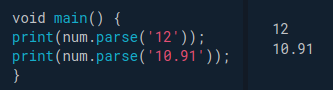 void main() {
print(num.parse('12'));
print(num.parse('10.91'));
}
12
10.91